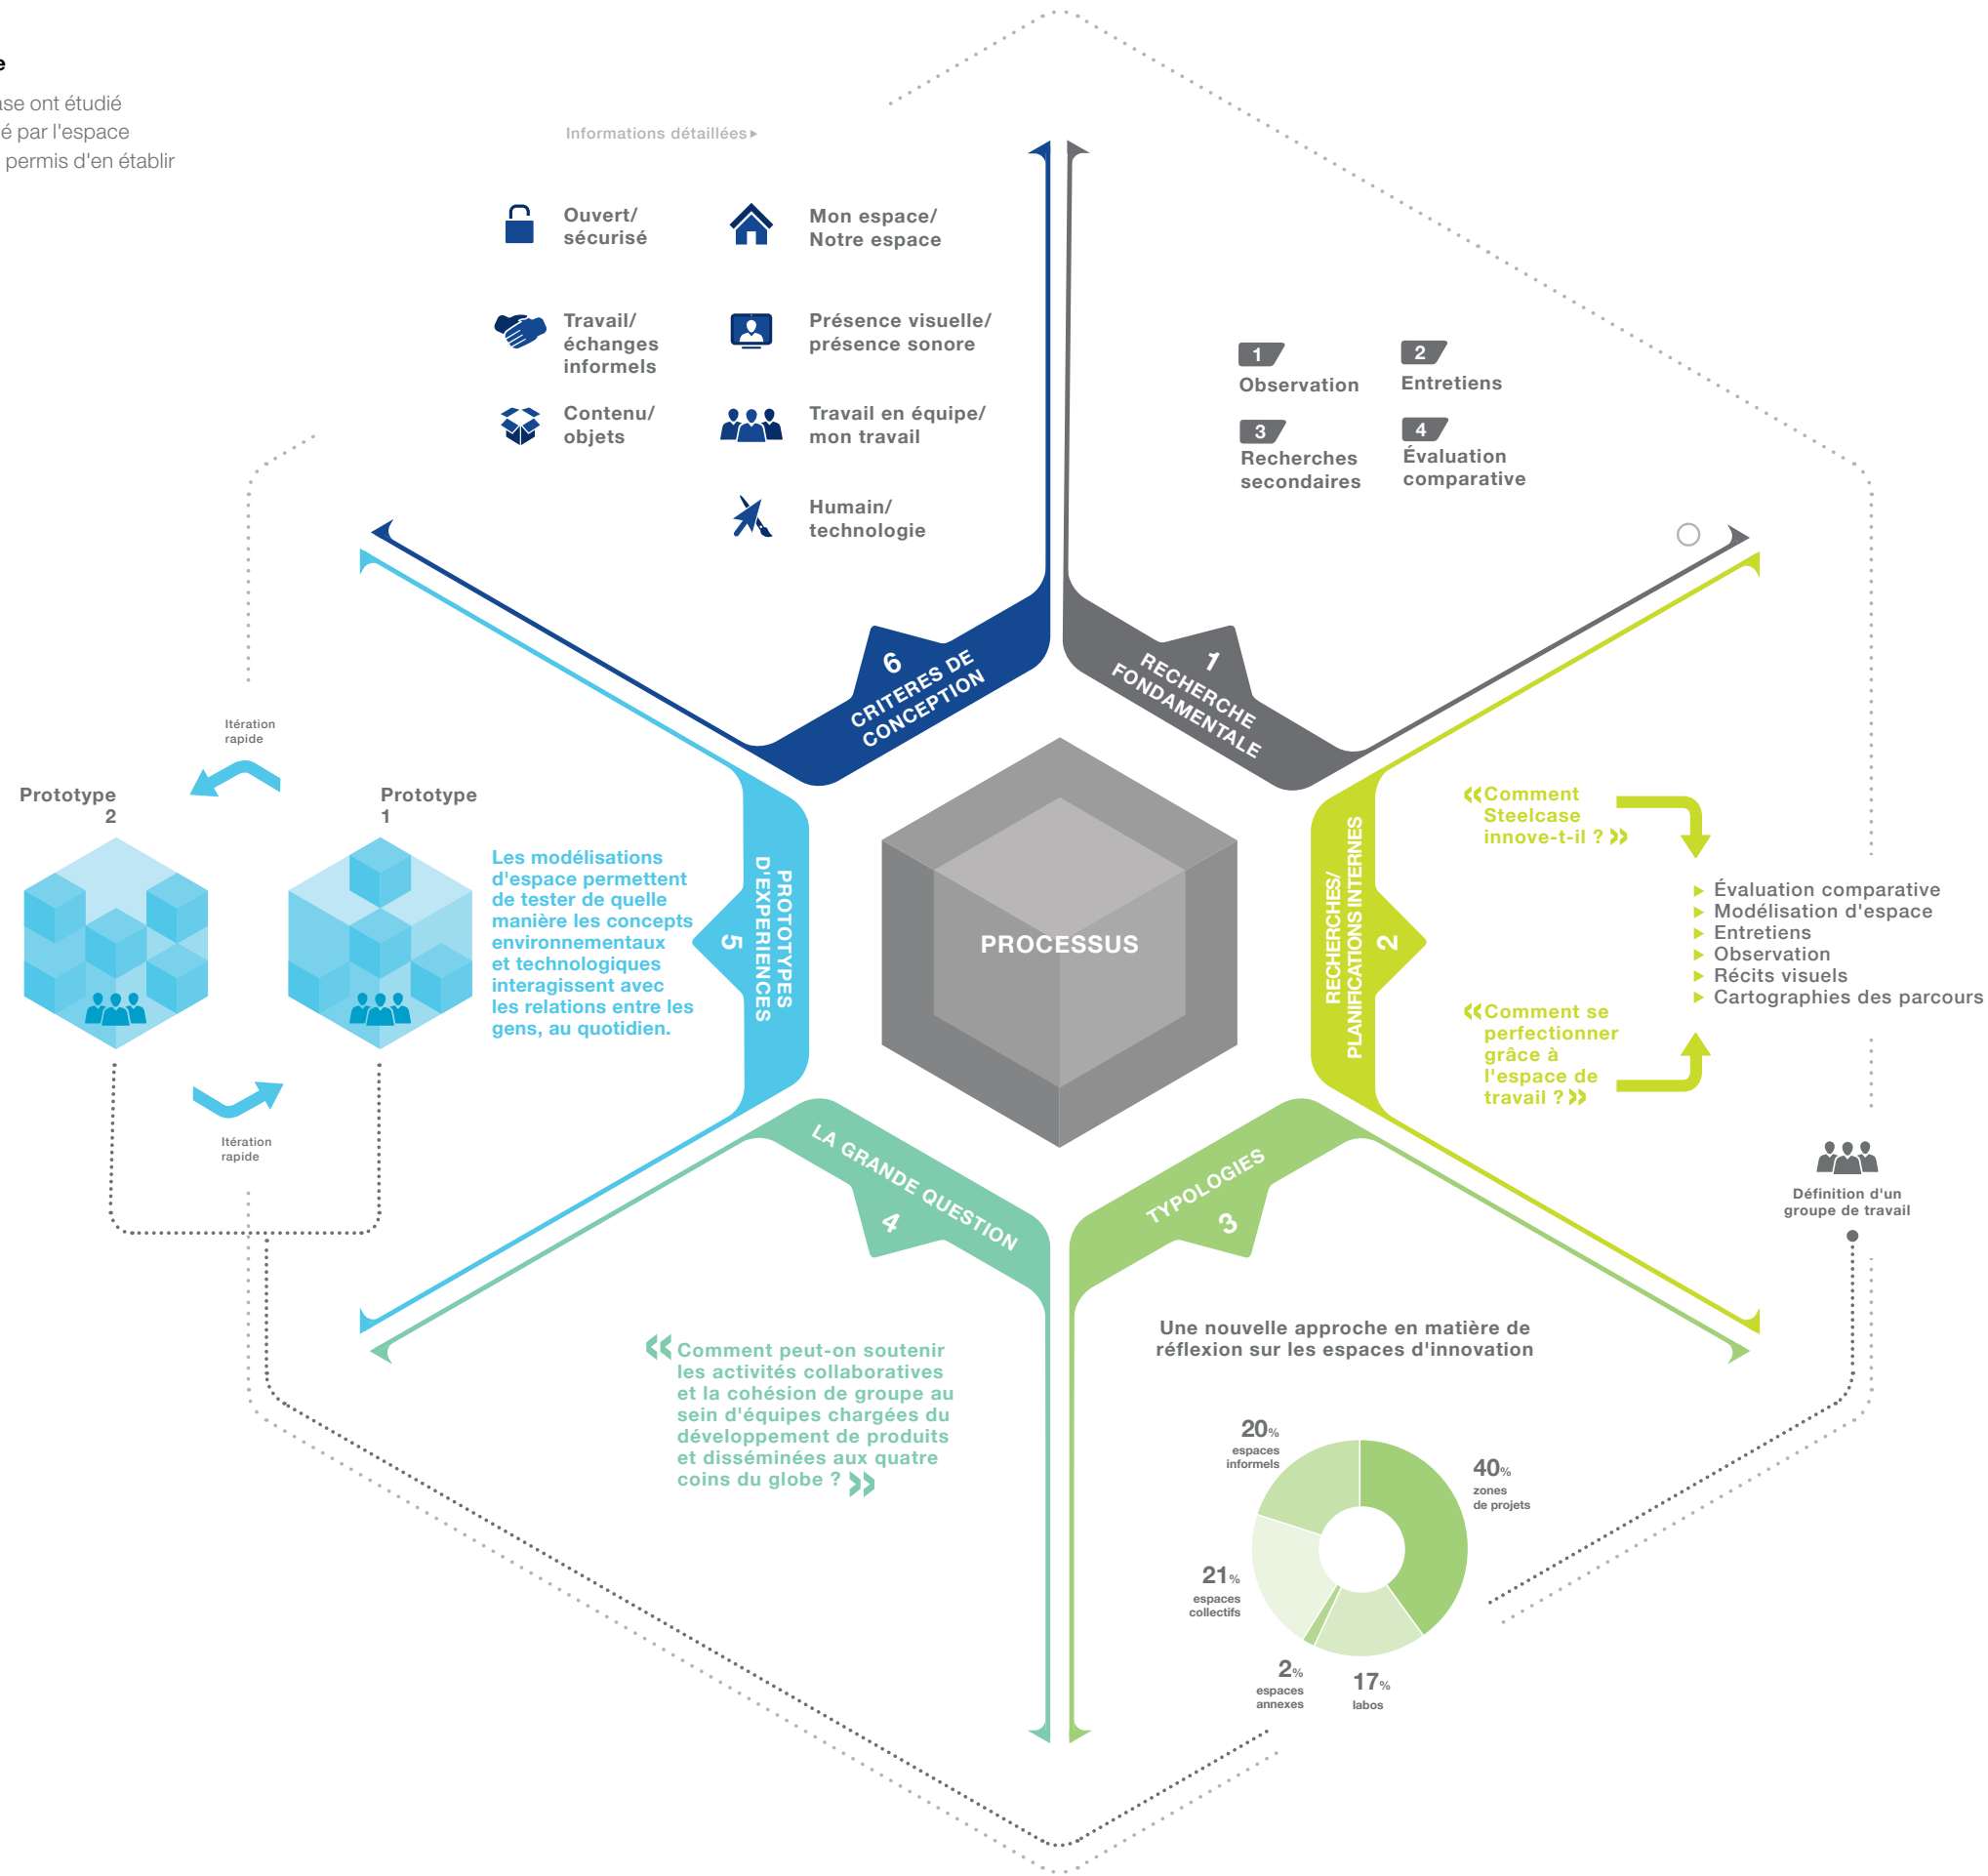 e
ase ont étudié
é par l'espace
permis d'en établir
Informations détaillées
Ouvert/
sécurisé
Mon espace/
Notre espace
Travail/
échanges
informels
Présence visuelle/
présence sonore
Contenu/
objets
Travail en équipe/
mon travail
Humain/
technologie
1
Observation
2
Entretiens
3
Recherches
secondaires
4
Évaluation
comparative
6
CRITERES DE
CONCEPTION
1
RECHERCHE
FONDAMENTALE
PROCESSUS
2
RECHERCHES/
PLANIFICATIONS INTERNES
«Comment
Steelcase
innove-t-il ? »
Évaluation comparative
Modélisation d'espace
Entretiens
Observation
Récits visuels
Cartographies des parcours
«Comment se
perfectionner
grâce à
l'espace de
travail ? »
Définition d'un
groupe de travail
3
TYPOLOGIES
Une nouvelle approche en matière de
réflexion sur les espaces d'innovation
20%
espaces
informels
40%
zones
de projets
21%
espaces
collectifs
2%
espaces
annexes
17%
labos
LA GRANDE QUESTION
4
« Comment peut-on soutenir
les activités collaboratives
et la cohésion de groupe au
sein d'équipes chargées du
développement de produits
et disséminées aux quatre
coins du globe ? »
5
PROTOTYPES
D'EXPERIENCES
Les modélisations
d'espace permettent
de tester de quelle
manière les concepts
environnementaux
et technologiques
interagissent avec
les relations entre les
gens, au quotidien.
Itération
rapide
Prototype
2
Prototype
1
Itération
rapide